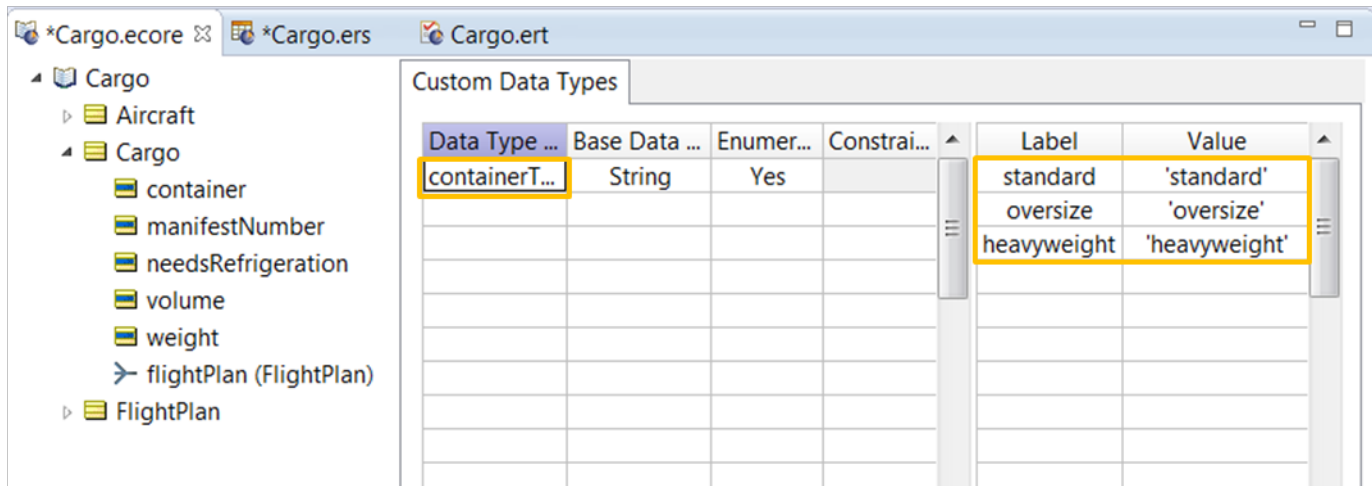 *Cargo.ecore *Cargo.ers Cargo.ert
Cargo
Aircraft
Cargo
container
manifestNumber
needsRefrigeration
volume
weight
flightPlan (FlightPlan)
FlightPlan
Custom Data Types
Data Type ... Base Data ... Enumer... Constrai... Label Value
containerT... String Yes standard 'standard'
oversize 'oversize'
heavyweight 'heavyweight'